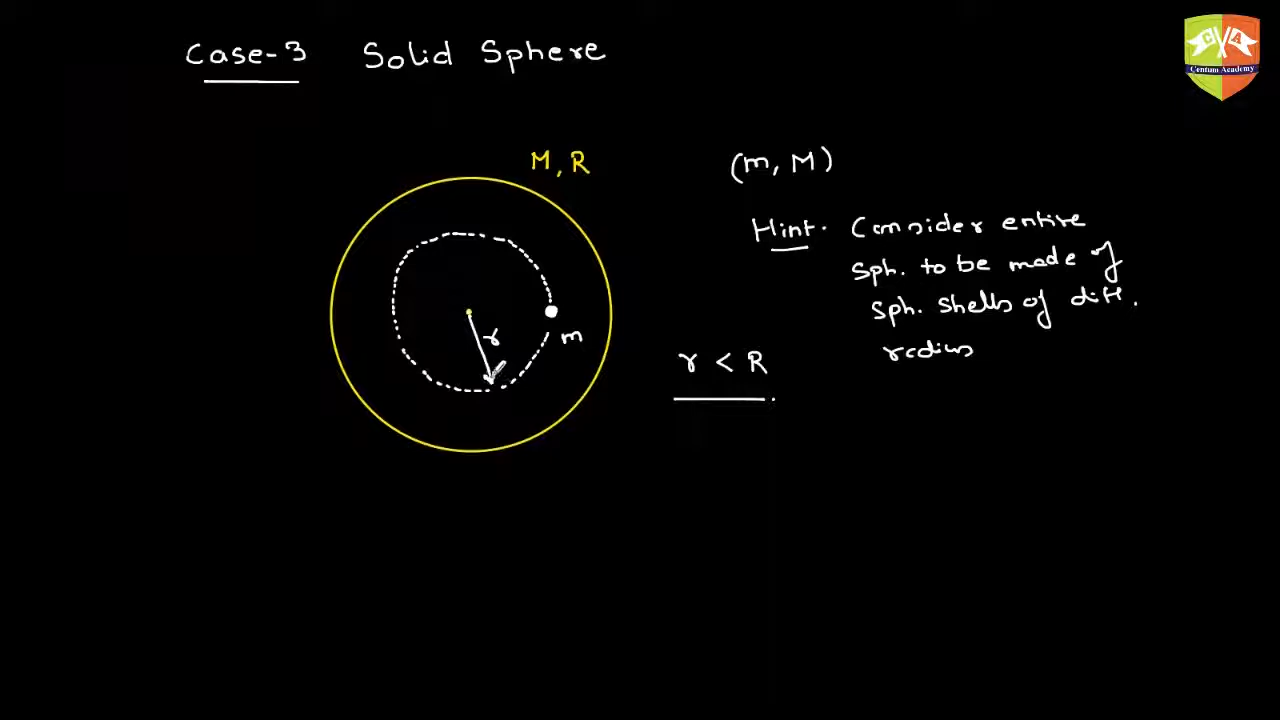 Case-3 Solid Sphere
M, R
(m, M)
Hint. Consider entire
sph. to be made of
sph. shells of diff.
radius
r
m
r < R
C A
Centum Academy